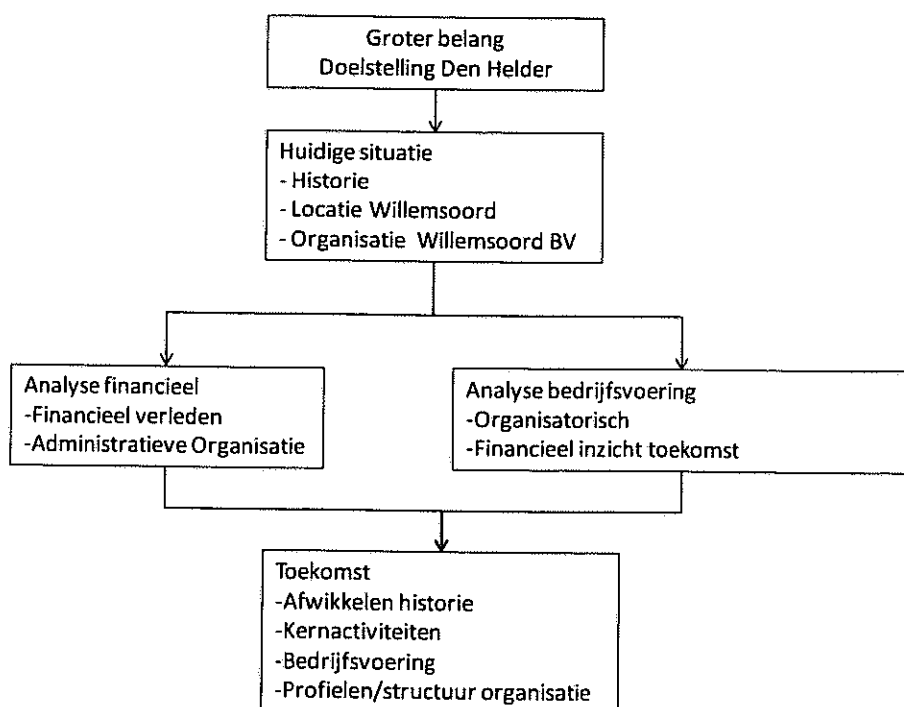 Groter belang
Doelstelling Den Helder
Huidige situatie
- Historie
- Locatie Willemsoord
- Organisatie Willemsoord BV
Analyse financieel
-Financieel verleden
-Administratieve Organisatie
Analyse bedrijfsvoering
-Organisatorisch
-Financieel inzicht toekomst
Toekomst
-Afwikkelen historie
-Kernactiviteiten
-Bedrijfsvoering
-Profielen/structuur organisatie